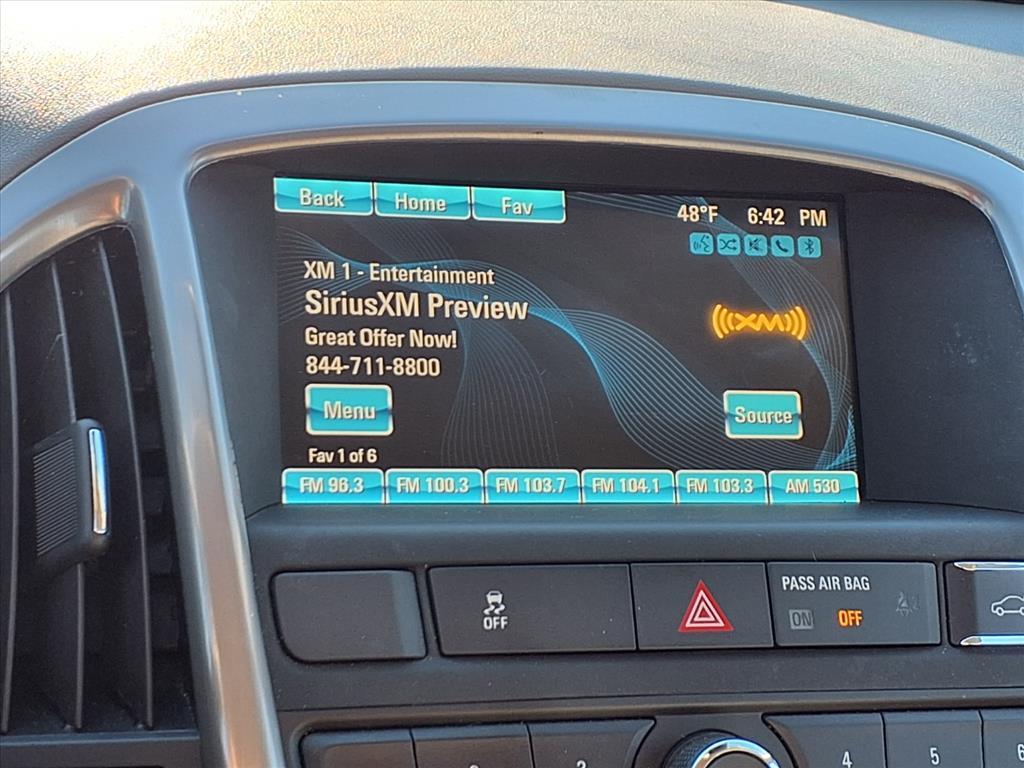 Back Home Fav
48°F 6:42 PM
XM 1 - Entertainment
SiriusXM Preview
((XM))
Great Offer Now!
844-711-8800
Menu
Source
Fav 1 of 6
FM 96.3 FM 100.3 FM 103.7 FM 104.1 FM 103.3 AM 530
PASS AIR BAG
OFF
ON OFF
4 5 6